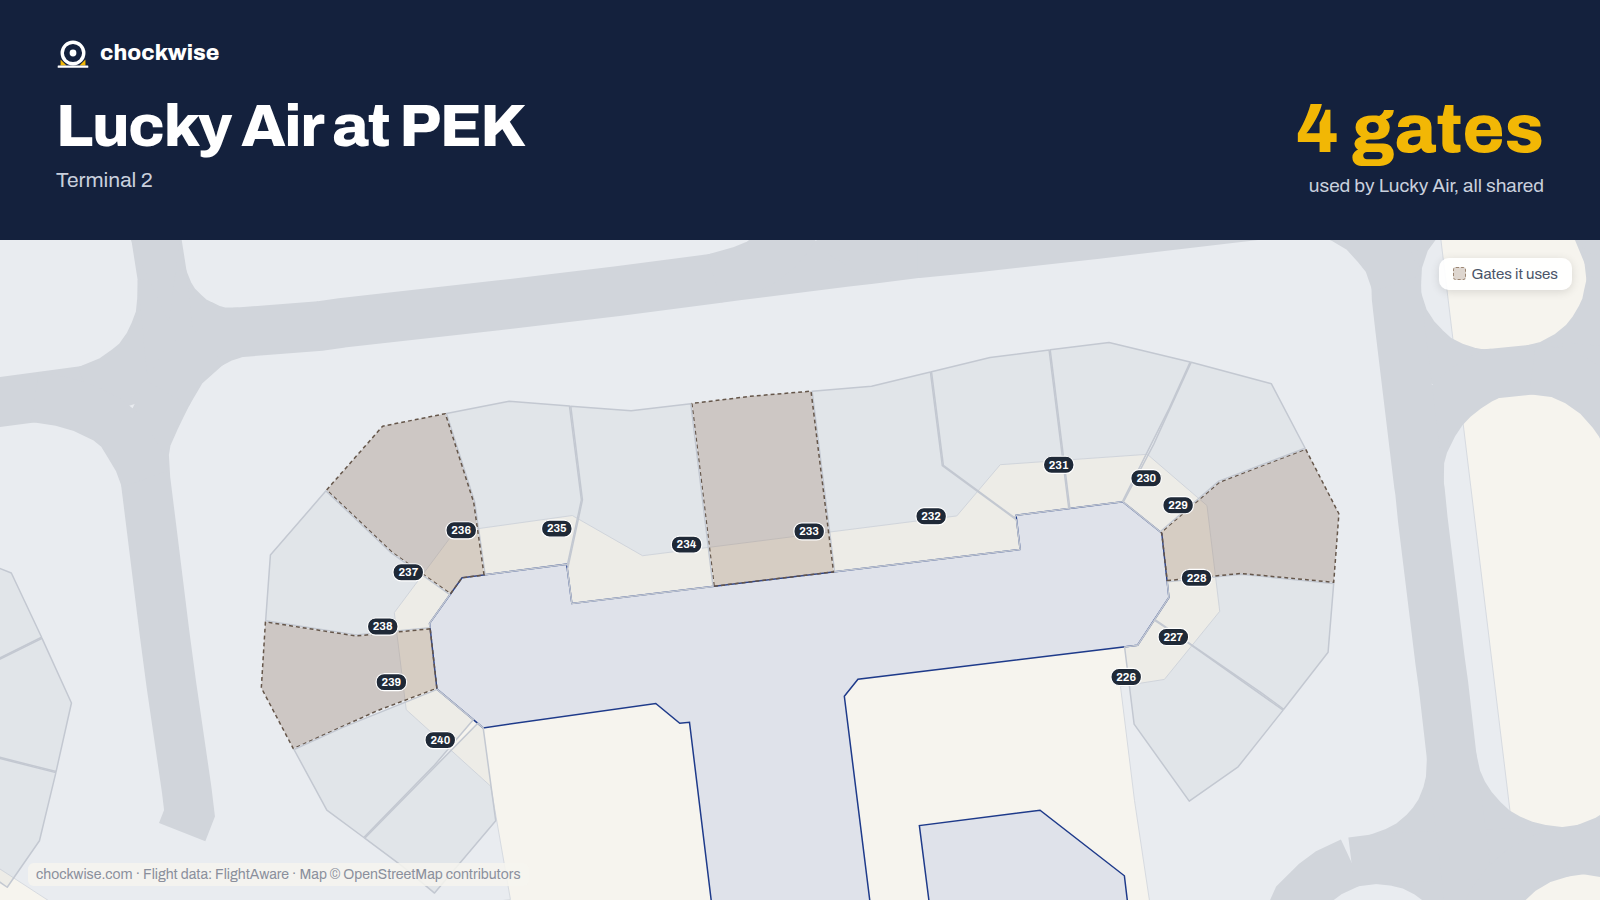 chockwise
Lucky Air at PEK
Terminal 2
4 gates
used by Lucky Air, all shared
Gates it uses
231
230
229
232
236
235
233
234
237
228
238
227
226
239
240
chockwise.com · Flight data: FlightAware · Map © OpenStreetMap contributors